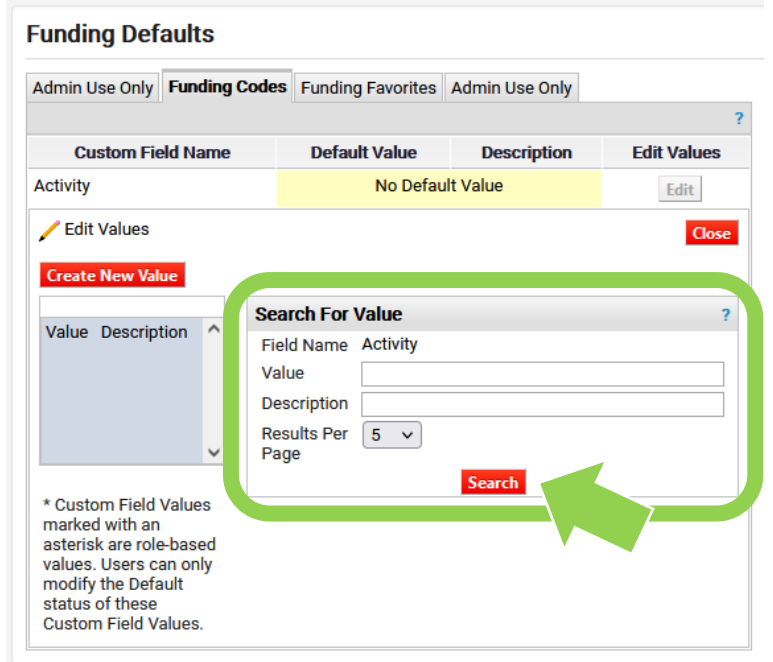 Funding Defaults
Admin Use Only Funding Codes Funding Favorites Admin Use Only
?
Custom Field Name Default Value Description Edit Values
Activity No Default Value Edit
Edit Values Close
Create New Value
Search For Value ?
Value Description
Field Name Activity
Value
Description
Results Per
Page
5
Search
* Custom Field Values
marked with an
asterisk are role-based
values. Users can only
modify the Default
status of these
Custom Field Values.